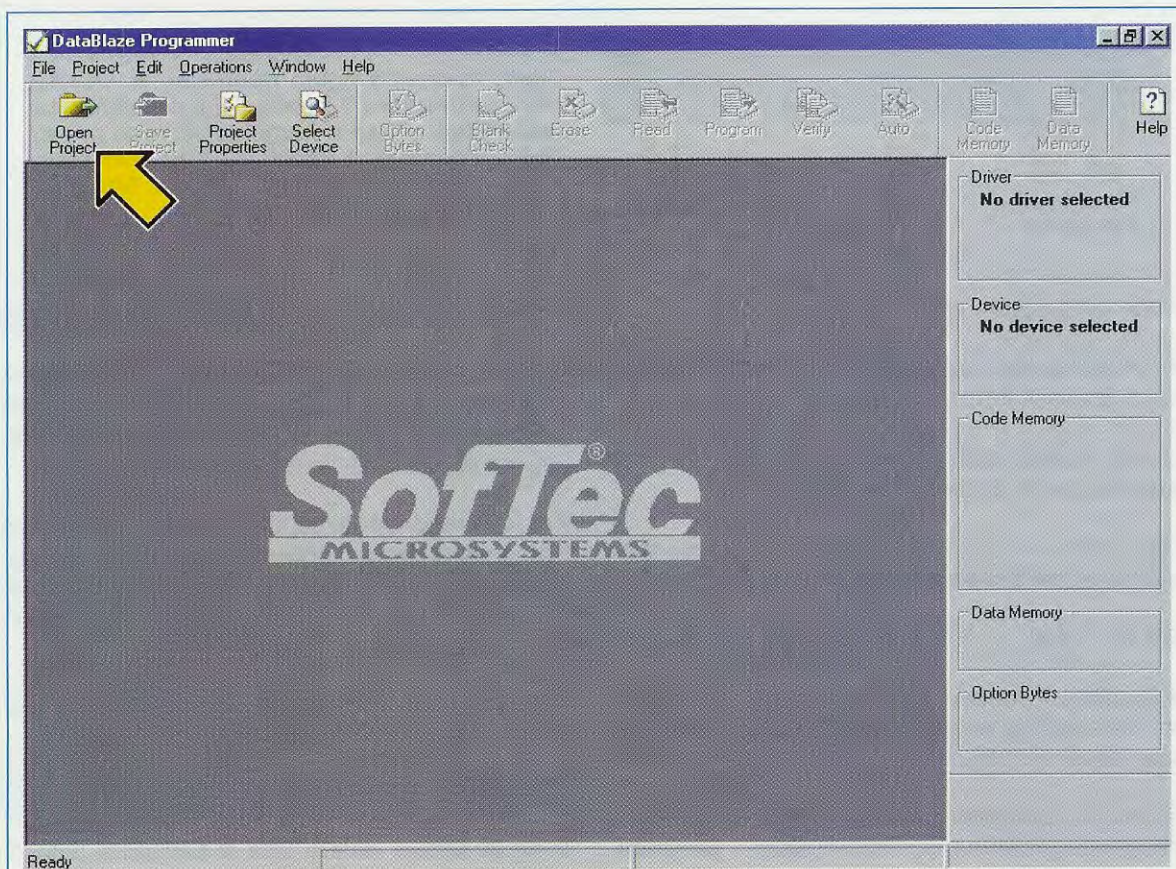 DataBlaze Programmer
File Project Edit Operations Window Help
Open Project
Save Project
Project Properties
Select Device
Option Bytes
Blank Check
Erase
Read
Program
Verify
Auto
Code Memory
Data Memory
Help
Driver
No driver selected
Device
No device selected
Code Memory
Data Memory
Option Bytes
SofTec®
MICROSYSTEMS
Ready